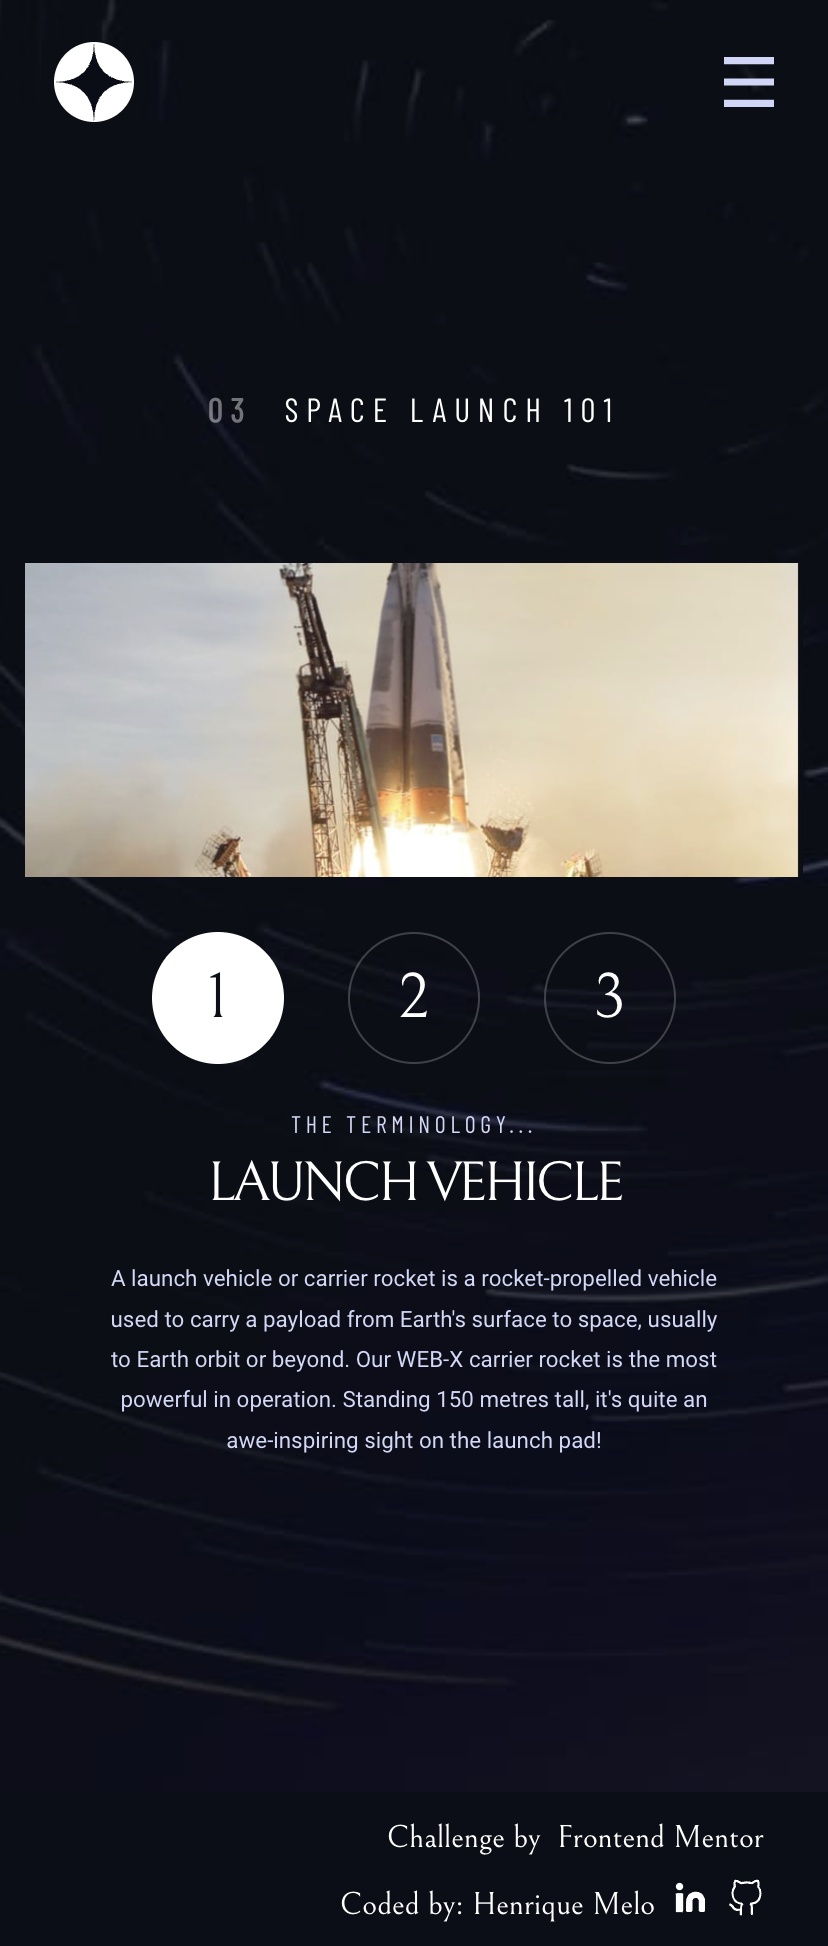 03 SPACE LAUNCH 101
1 2 3
THE TERMINOLOGY...
LAUNCH VEHICLE
A launch vehicle or carrier rocket is a rocket-propelled vehicle
used to carry a payload from Earth's surface to space, usually
to Earth orbit or beyond. Our WEB-X carrier rocket is the most
powerful in operation. Standing 150 metres tall, it's quite an
awe-inspiring sight on the launch pad!
Challenge by Frontend Mentor
Coded by: Henrique Melo in